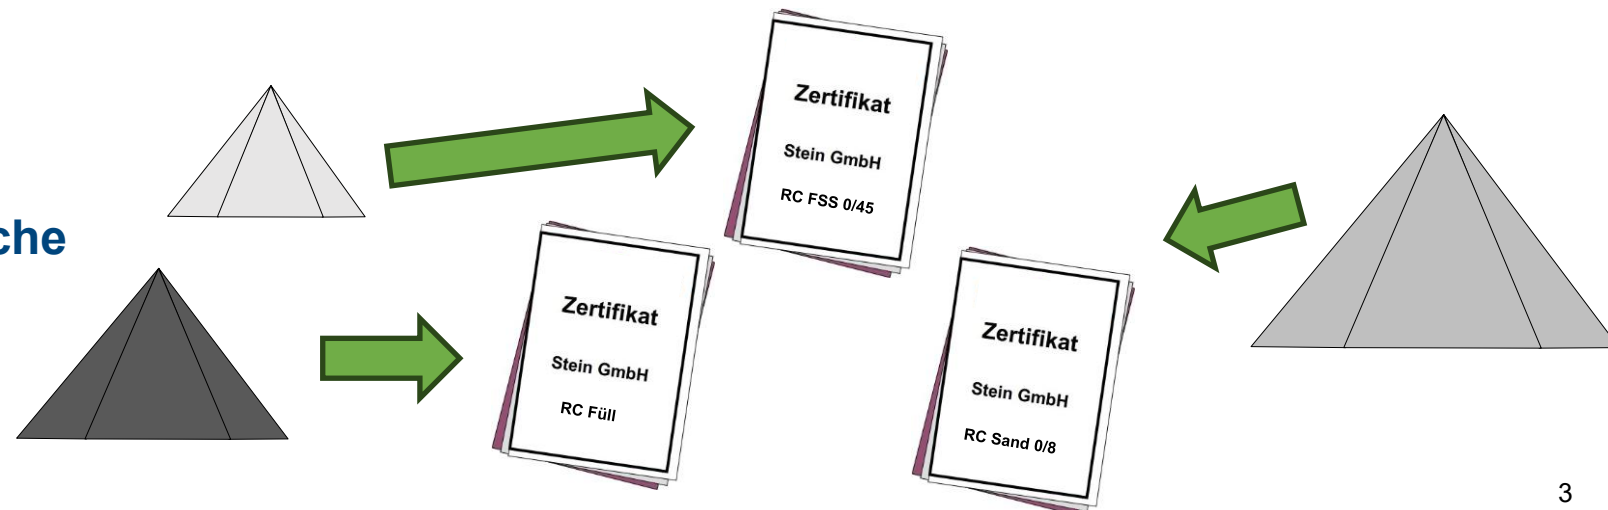 Zertifikat
Stein GmbH
RC FSS 0/45
che
Zertifikat
Stein GmbH
RC Füll
Zertifikat
Stein GmbH
RC Sand 0/8
3